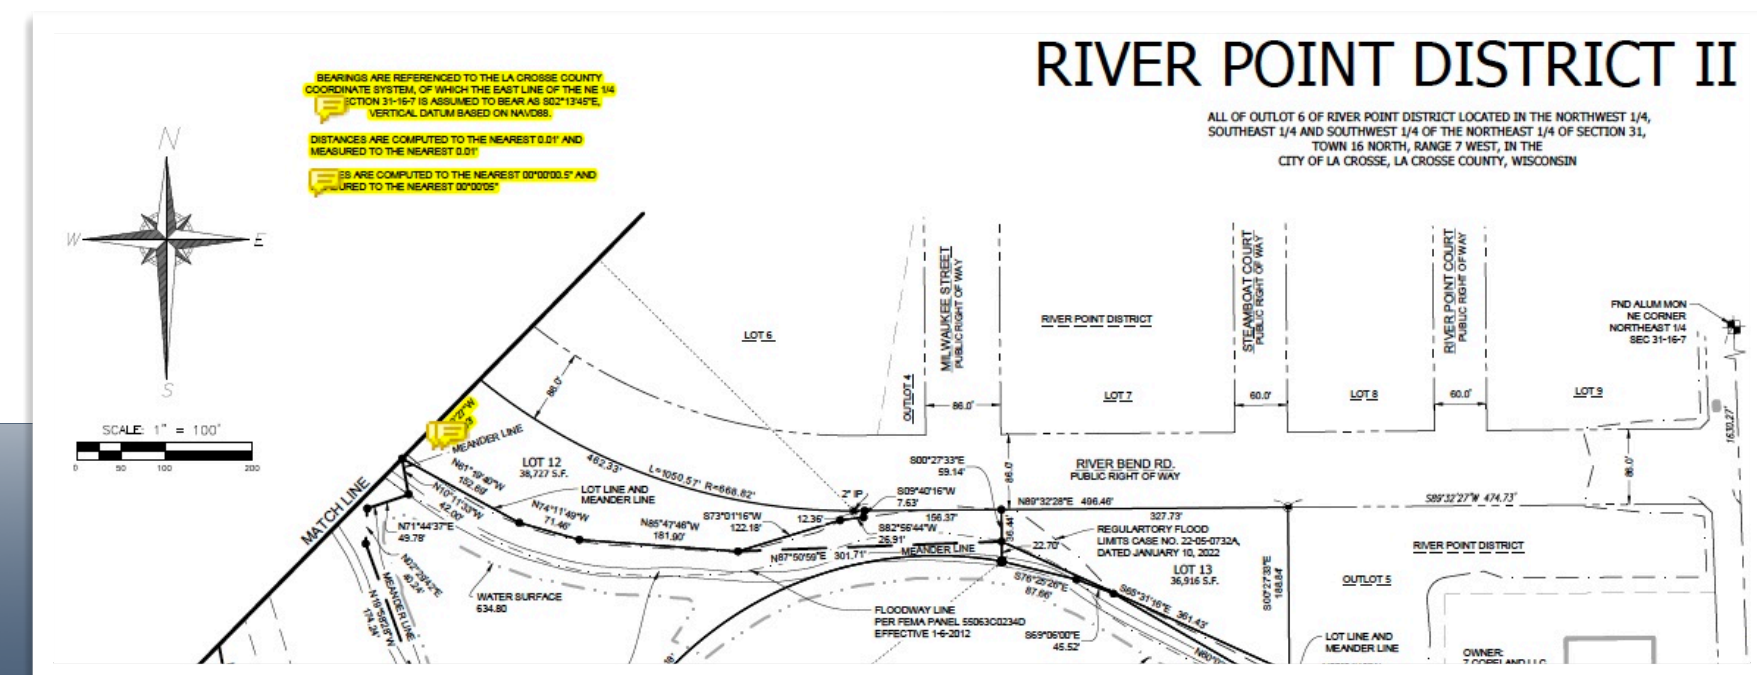 RIVER POINT DISTRICT II
BEARINGS ARE REFERENCED TO THE LA CROSSE COUNTY
COORDINATE SYSTEM, OF WHICH THE EAST LINE OF THE NE 1/4
ECTION 31-16-7 IS ASSUMED TO BEAR AS S02°13'45"E,
VERTICAL DATUM BASED ON NAVD88.
DISTANCES ARE COMPUTED TO THE NEAREST 0.01' AND
MEASURED TO THE NEAREST 0.01'
ES ARE COMPUTED TO THE NEAREST 00°00'00.5" AND
URED TO THE NEAREST 00°00'05"
ALL OF OUTLOT 6 OF RIVER POINT DISTRICT LOCATED IN THE NORTHWEST 1/4,
SOUTHEAST 1/4 AND SOUTHWEST 1/4 OF THE NORTHEAST 1/4 OF SECTION 31,
TOWN 16 NORTH, RANGE 7 WEST, IN THE
CITY OF LA CROSSE, LA CROSSE COUNTY, WISCONSIN
N
W
E
S
SCALE: 1" = 100'
0 50 100 200
MATCH LINE
LOT 6
88.0'
OUTLOT 4
MILWAUKEE STREET
PUBLIC RIGHT OF WAY
86.0'
RIVER POINT DISTRICT
LOT 7
STEAMBOAT COURT
PUBLIC RIGHT OF WAY
60.0'
LOT 8
RIVER POINT COURT
PUBLIC RIGHT OF WAY
60.0'
LOT 9
FND ALUM MON
NE CORNER
NORTHEAST 1/4
SEC 31-16-7
1630.27'
86.0'
86.0'
RIVER BEND RD.
PUBLIC RIGHT OF WAY
N89°32'28"E 496.46'
S89°32'27"W 474.73'
27"W
MEANDER LINE
LOT 12
38,727 S.F.
462.33'
L=1050.57' R=668.82'
N61°19'40"W
152.69'
LOT LINE AND
MEANDER LINE
N10°11'33"W
42.00'
N74°11'49"W
71.46'
N85°47'46"W
181.90'
S73°01'16"W
122.18'
12.36'
2" IP
S00°27'33"E
59.14'
S09°40'16"W
7.63'
156.37'
S82°56'44"W
26.91'
N87°50'59"E 301.71'
MEANDER LINE
36.44'
22.70'
327.73'
REGULARTORY FLOOD
LIMITS CASE NO. 22-05-0732A,
DATED JANUARY 10, 2022
LOT 13
36,916 S.F.
S00°27'33"E
188.84'
RIVER POINT DISTRICT
OUTLOT 5
N71°44'37"E
49.78'
N02°29'42"E
40.24'
MEANDER LINE
N19°58'28"W
174.24'
WATER SURFACE
634.80
FLOODWAY LINE
PER FEMA PANEL 55063C0234D
EFFECTIVE 1-6-2012
S76°25'26"E
87.66'
S65°31'16"E 361.43'
S69°06'00"E
45.52'
LOT LINE AND
MEANDER LINE
OWNER: